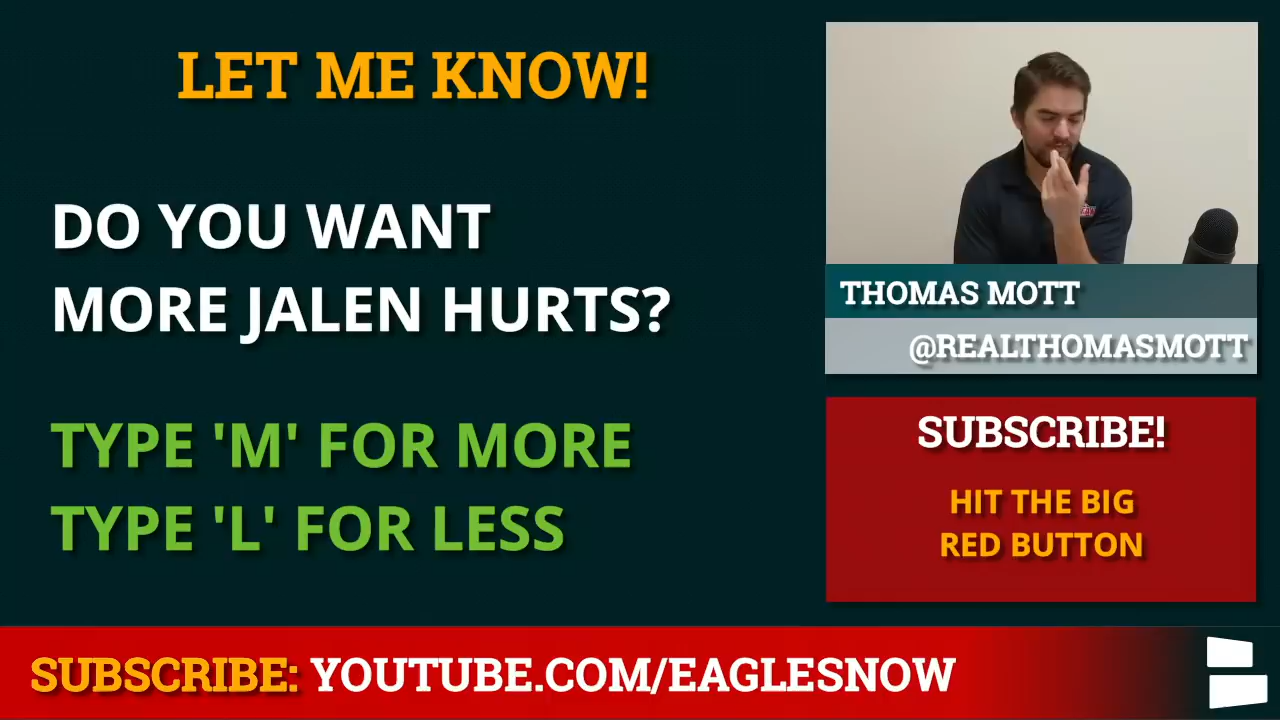 LET ME KNOW!
DO YOU WANT
MORE JALEN HURTS?
TYPE 'M' FOR MORE
TYPE 'L' FOR LESS
THOMAS MOTT
@REALTHOMASMOTT
SUBSCRIBE!
HIT THE BIG
RED BUTTON
SUBSCRIBE: YOUTUBE.COM/EAGLESNOW